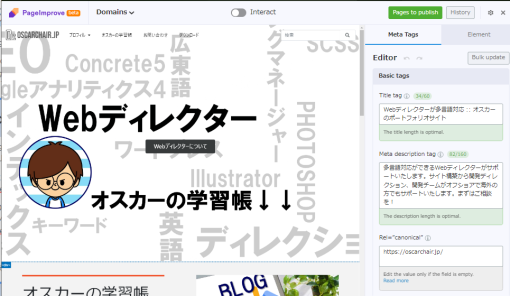 PageImprove beta
Domains
Interact
Pages to publish
History
OSCARCHAIR.JP
プロフィール
オスカーの学習帳
お問い合わせ
検索
Meta Tags
Element
Editor
Bulk update
Basic tags
Title tag
34/60
Webディレクターが多言語対応 :: オスカー
のポートフォリオサイト
The title length is optimal.
Meta description tag
82/160
多言語対応ができるWebディレクターがサポ
ートいたします。サイト構築から開発ディレ
クション、開発チームがオフショアで海外の
方でもサポートいたします。まずはご相談
を！
The description length is optimal.
Rel="canonical"
https://oscarchair.jp/
Edit the value only if the field is empty.
Read more
EO
Concrete5
gleアナリティクス4
広東語
グマネージャー
SCSS
インデックス
Webディレクター
ワー
Webディレクターについて
Illustrator
PHOTOSHOP
オスカーの学習帳↓↓
キーワード
英語
ディレクショ
オスカーの学習帳
BLOG